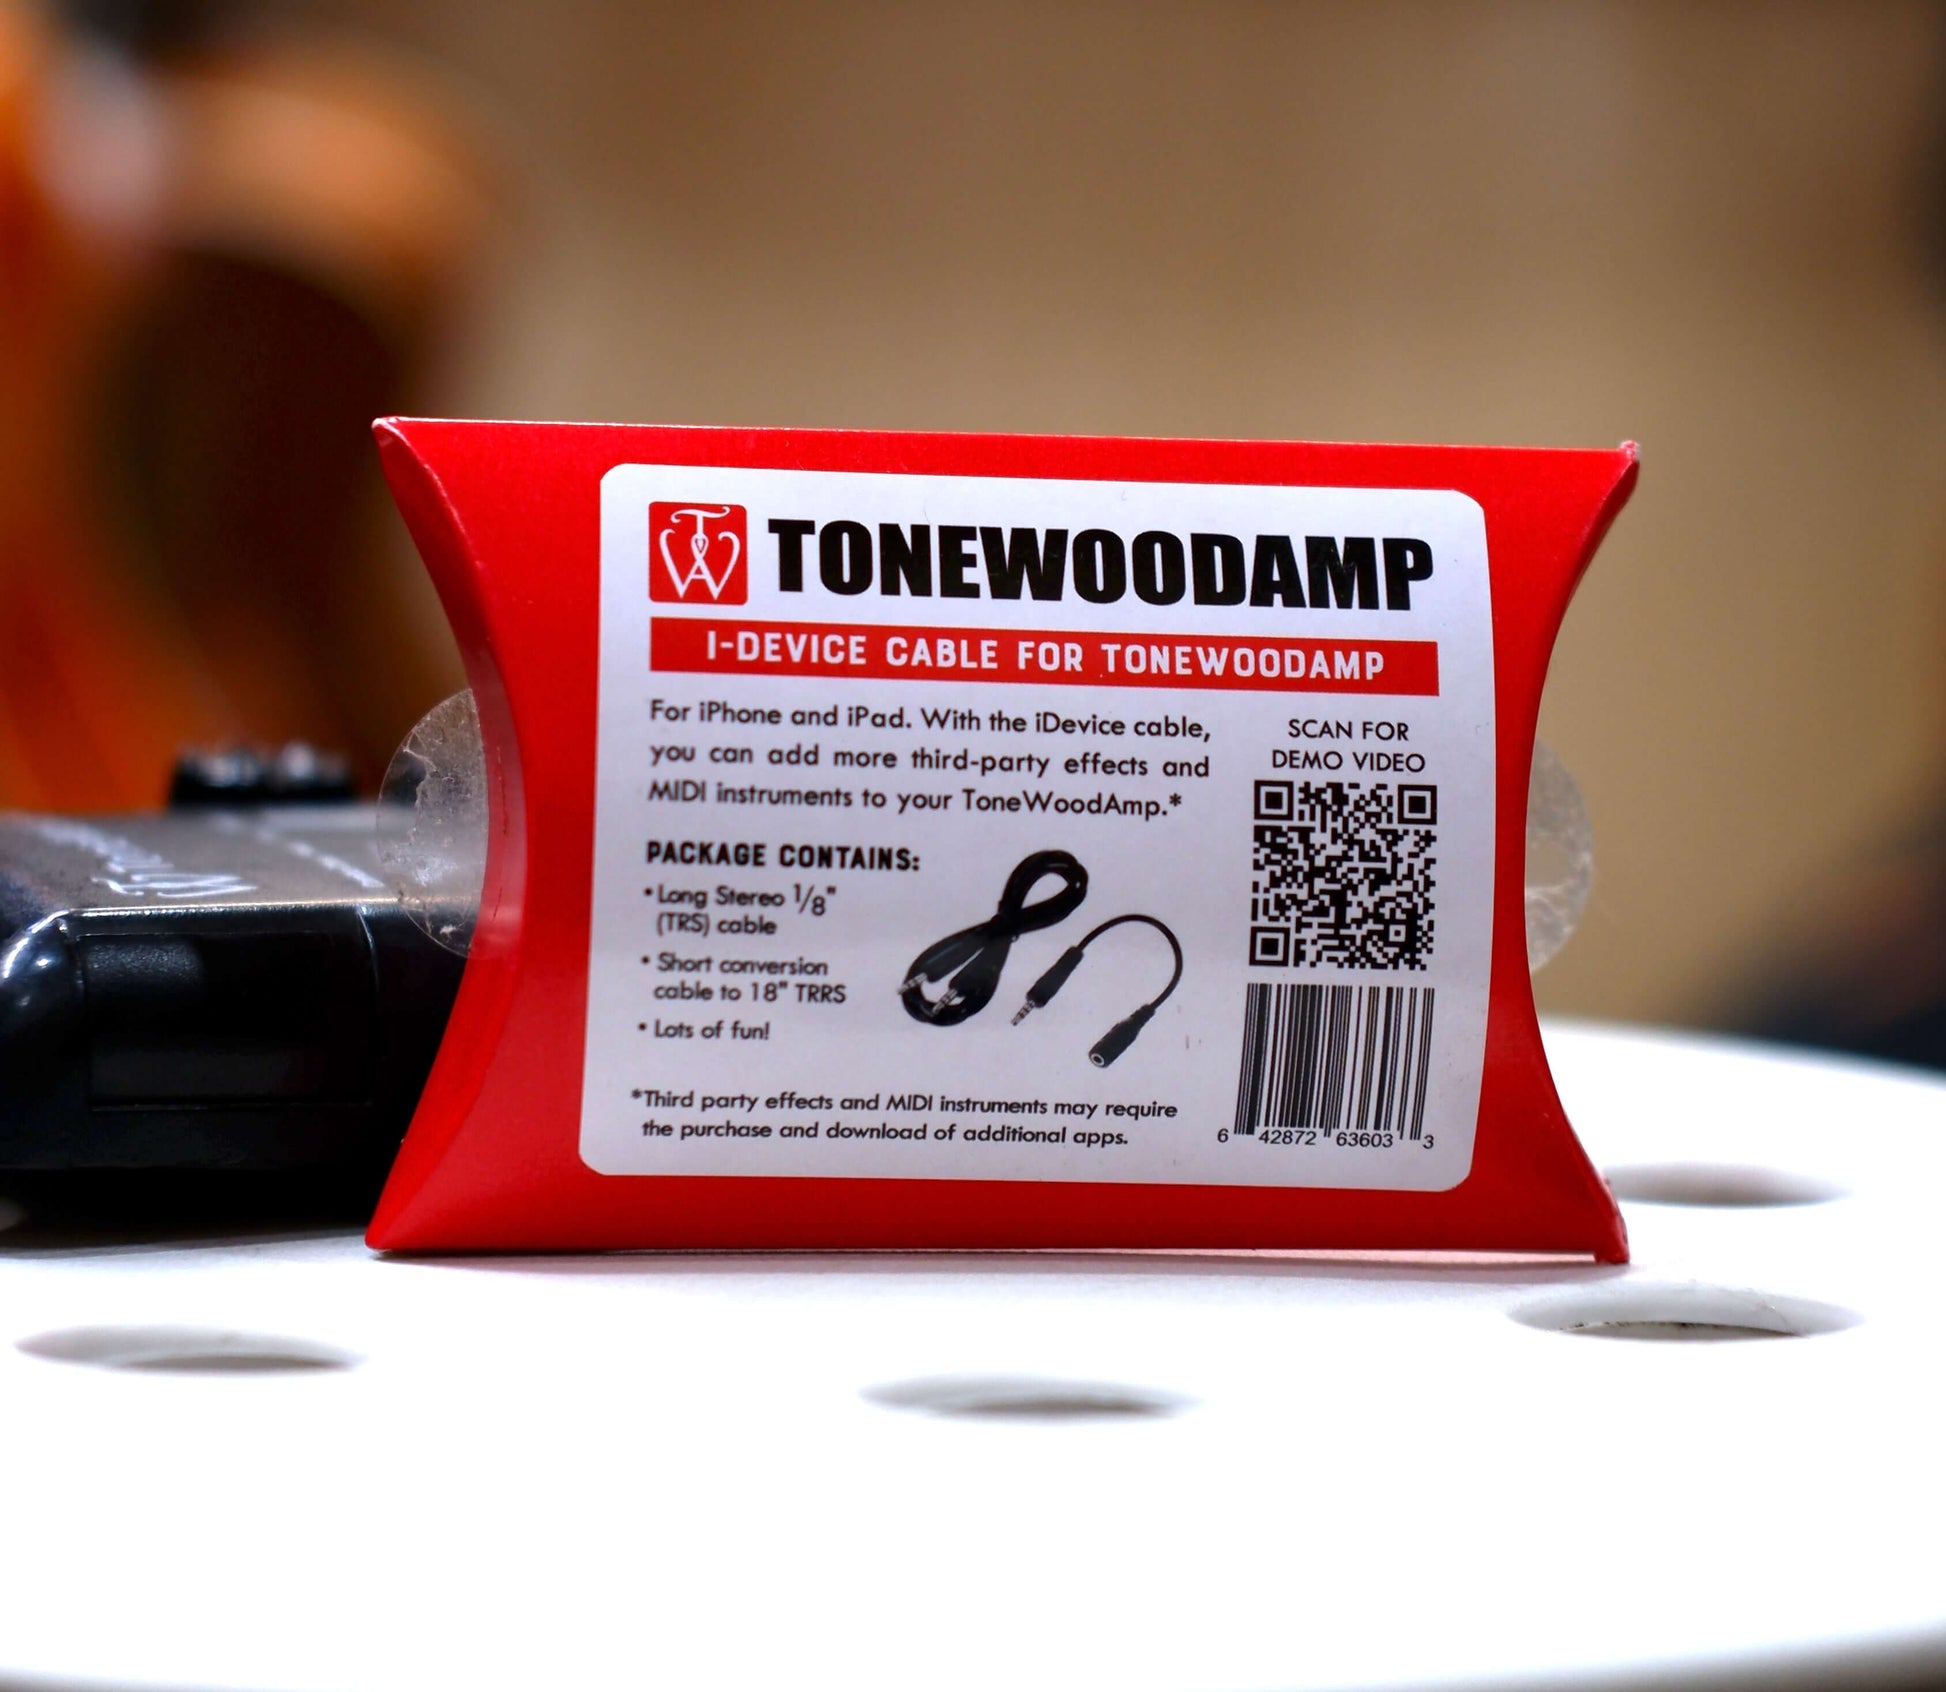 TONEWOODAMP
I-DEVICE CABLE FOR TONEWOODAMP
For iPhone and iPad. With the iDevice cable,
you can add more third-party effects and
MIDI instruments to your ToneWoodAmp.*
SCAN FOR
DEMO VIDEO
PACKAGE CONTAINS:
• Long Stereo 1/8"
(TRS) cable
• Short conversion
cable to 18" TRRS
• Lots of fun!
*Third party effects and MIDI instruments may require
the purchase and download of additional apps.
6 42872 63603 3